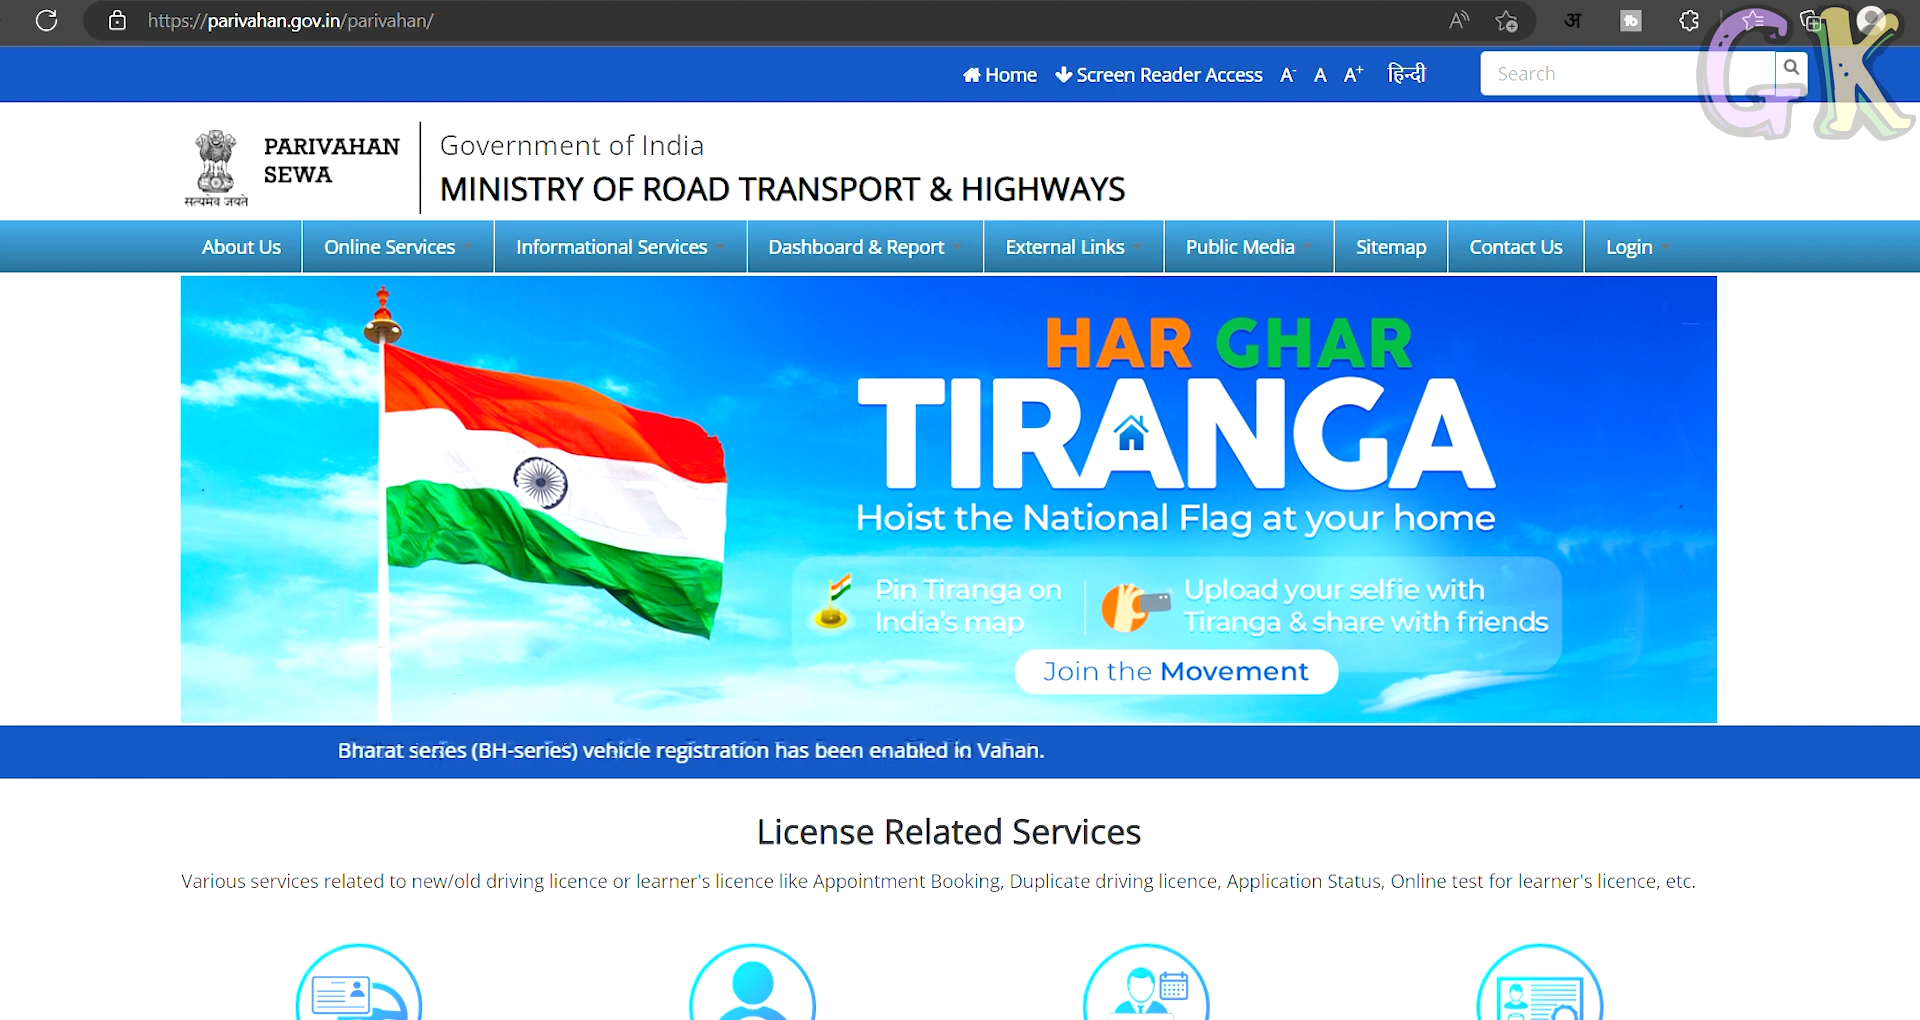 https://parivahan.gov.in/parivahan/
GK
Home Screen Reader Access A- A A+ हिन्दी Search
PARIVAHAN SEWA
सत्यमेव जयते
Government of India
MINISTRY OF ROAD TRANSPORT & HIGHWAYS
About Us Online Services Informational Services Dashboard & Report External Links Public Media Sitemap Contact Us Login
HAR GHAR
TIRANGA
Hoist the National Flag at your home
Pin Tiranga on
India's map
Upload your selfie with
Tiranga & share with friends
Join the Movement
Bharat series (BH-series) vehicle registration has been enabled in Vahan.
License Related Services
Various services related to new/old driving licence or learner's licence like Appointment Booking, Duplicate driving licence, Application Status, Online test for learner's licence, etc.